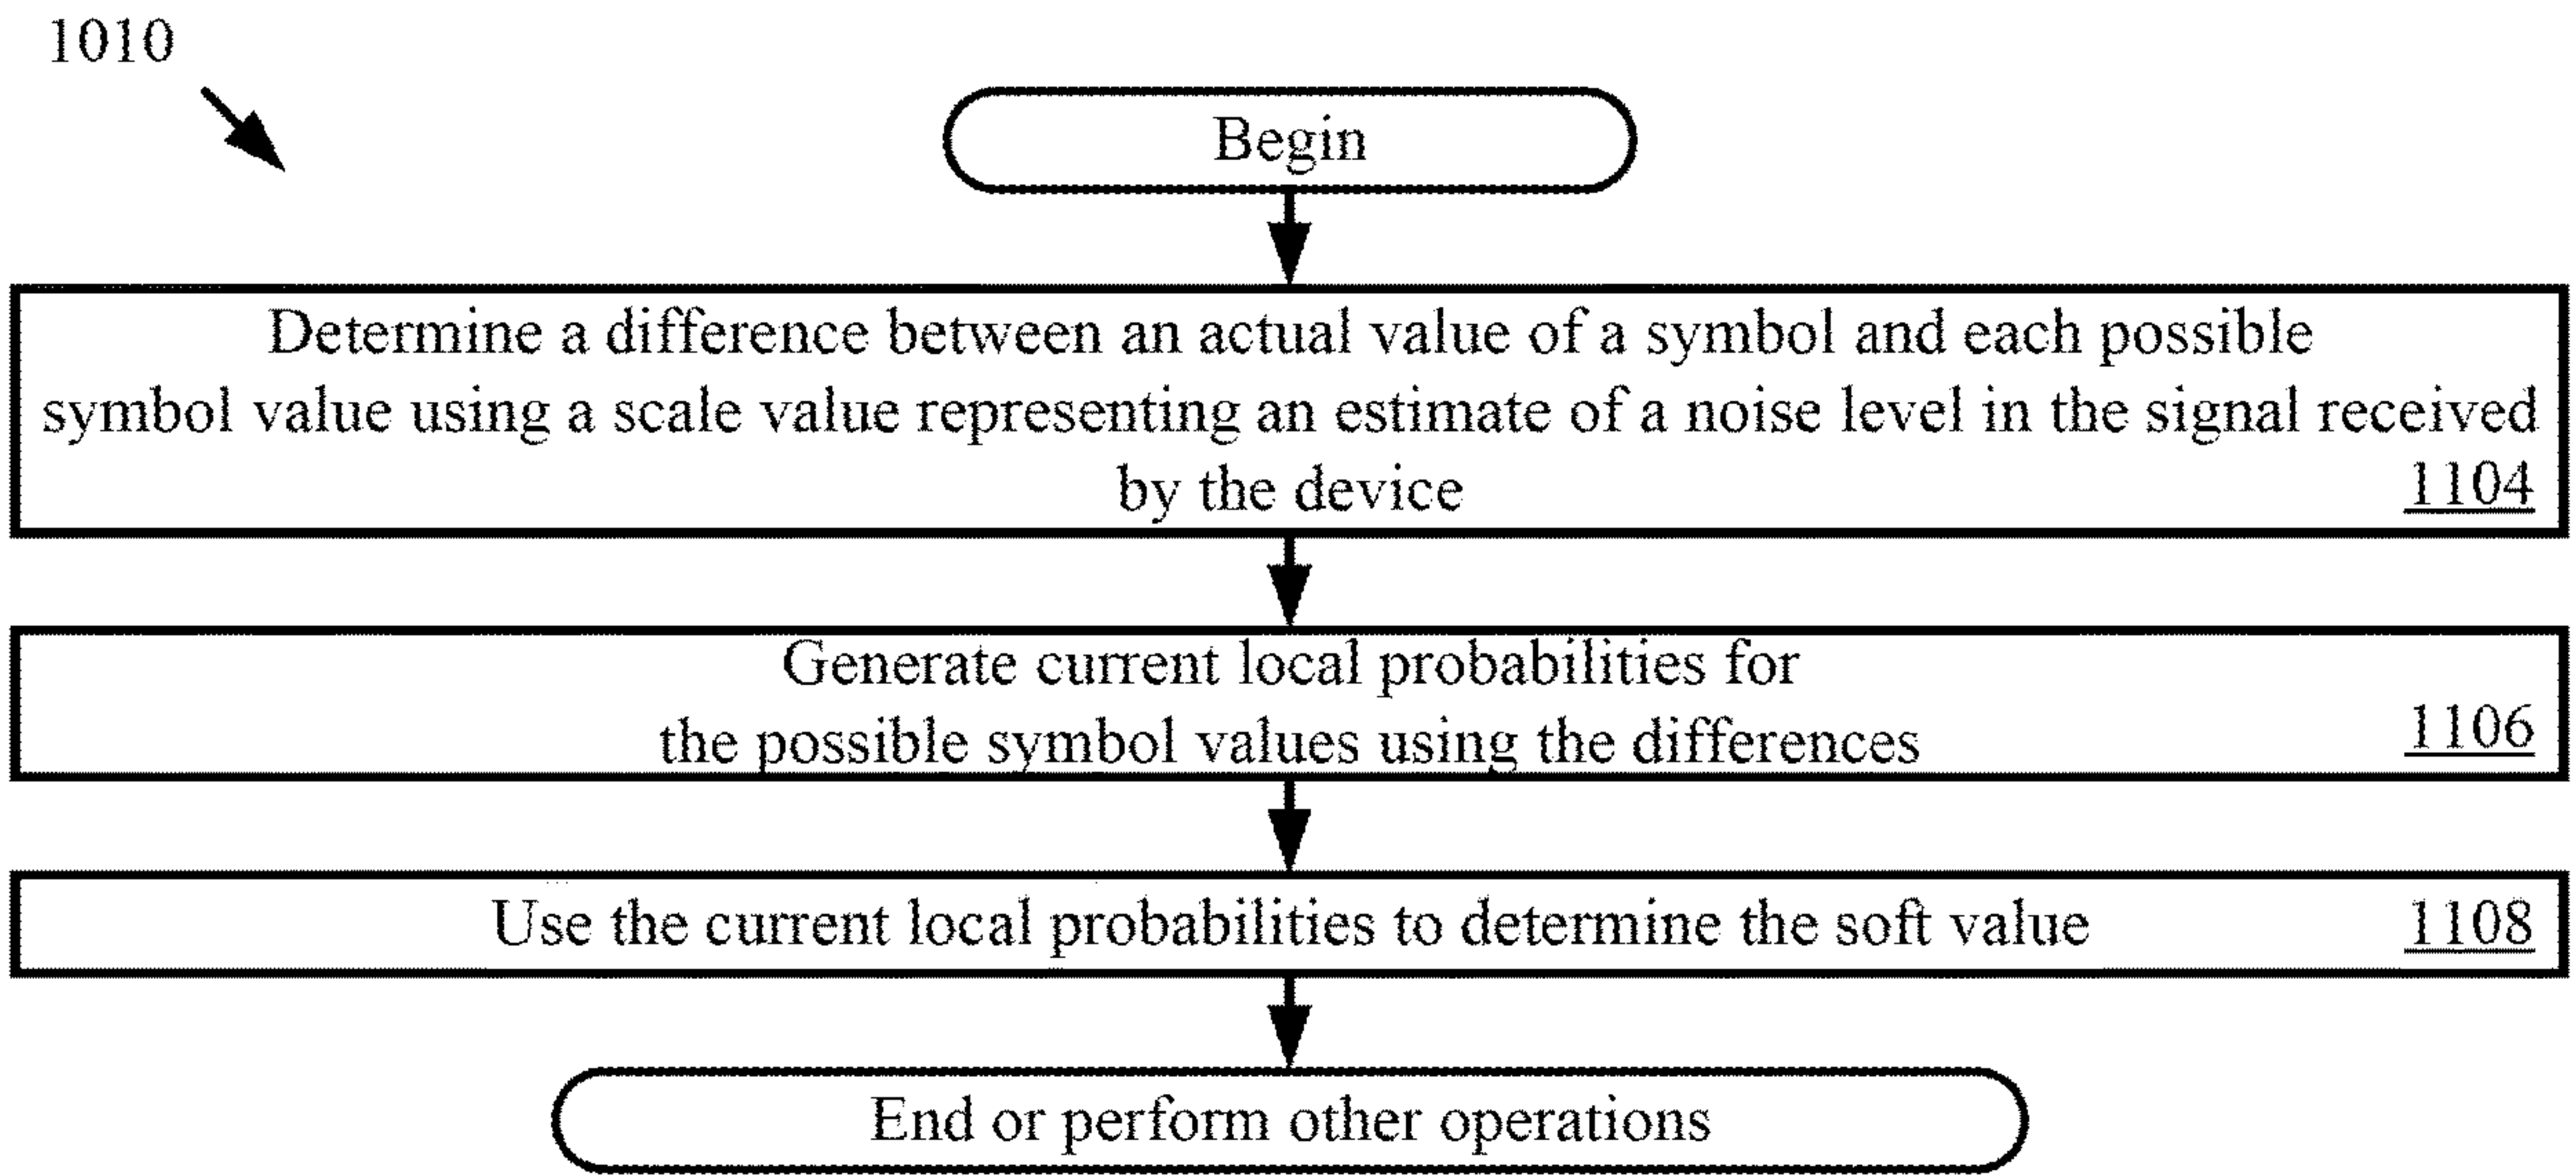 1010
Begin
Determine a difference between an actual value of a symbol and each possible
symbol value using a scale value representing an estimate of a noise level in the signal received
by the device
1104
Generate current local probabilities for
the possible symbol values using the differences
1106
Use the current local probabilities to determine the soft value
1108
End or perform other operations